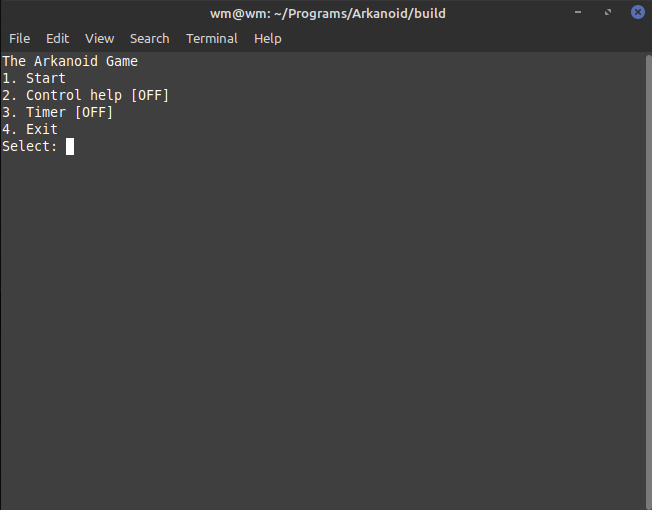 wm@wm: ~/Programs/Arkanoid/build
File Edit View Search Terminal Help
The Arkanoid Game
1. Start
2. Control help [OFF]
3. Timer [OFF]
4. Exit
Select: